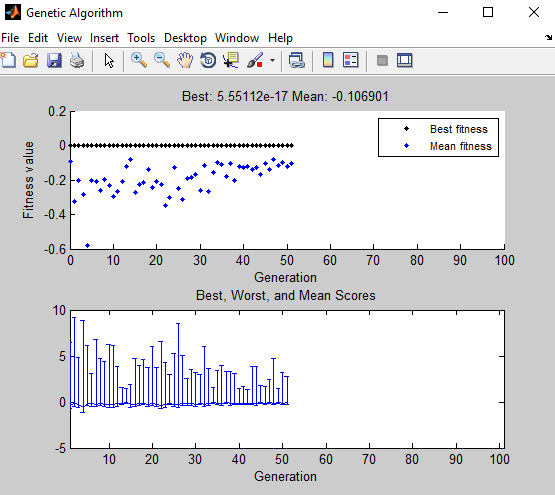 Genetic Algorithm
File Edit View Insert Tools Desktop Window Help
Best: 5.55112e-17 Mean: -0.106901
0.2
0
-0.2
-0.4
-0.6
Fitness value
Best fitness
Mean fitness
0 10 20 30 40 50 60 70 80 90 100
Generation
Best, Worst, and Mean Scores
10
5
0
-5
10 20 30 40 50 60 70 80 90 100
Generation